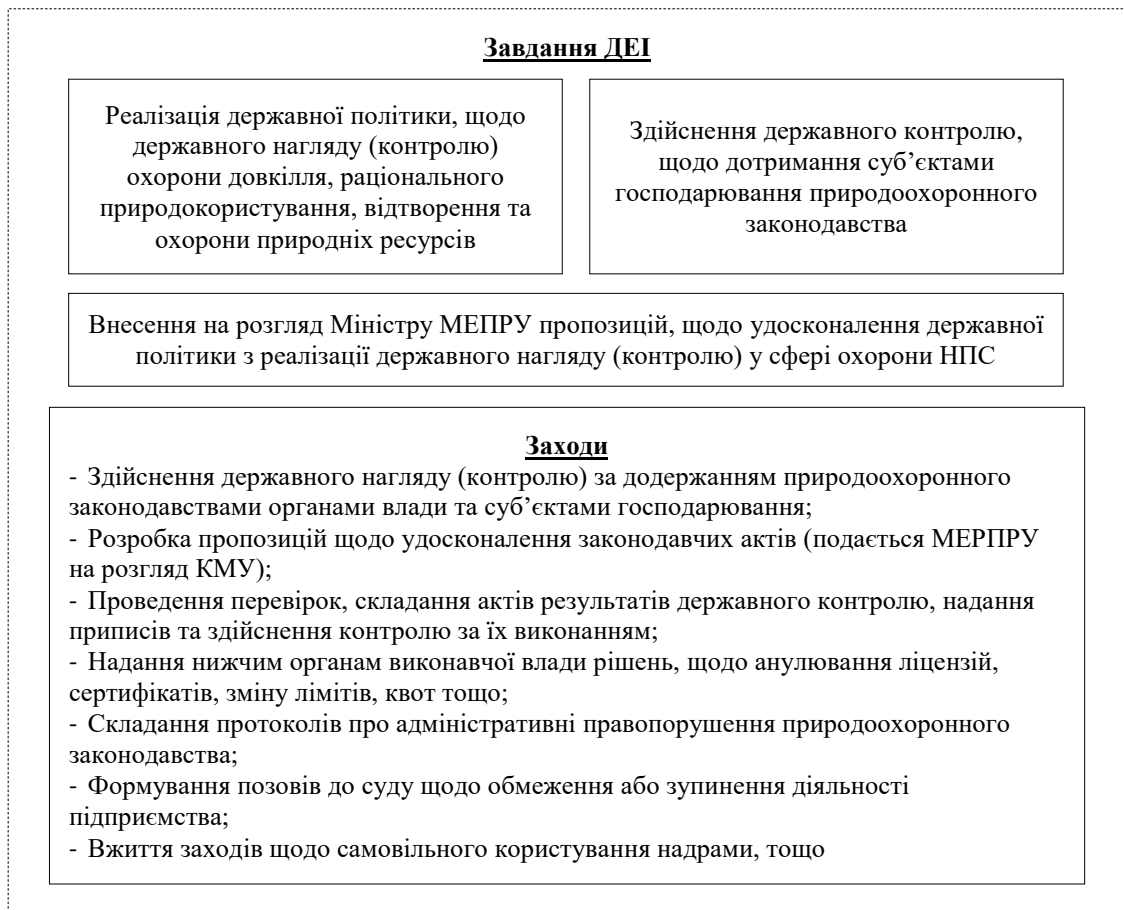 Завдання ДЕІ
Реалізація державної політики, щодо
державного нагляду (контролю)
охорони довкілля, раціонального
природокористування, відтворення та
охорони природніх ресурсів
Здійснення державного контролю,
щодо дотримання суб’єктами
господарювання природоохоронного
законодавства
Внесення на розгляд Міністру МЕПРУ пропозицій, щодо удосконалення державної
політики з реалізації державного нагляду (контролю) у сфері охорони НПС
Заходи
- Здійснення державного нагляду (контролю) за додержанням природоохоронного
законодавствами органами влади та суб’єктами господарювання;
- Розробка пропозицій щодо удосконалення законодавчих актів (подається МЕРПРУ
на розгляд КМУ);
- Проведення перевірок, складання актів результатів державного контролю, надання
приписів та здійснення контролю за їх виконанням;
- Надання нижчим органам виконавчої влади рішень, щодо анулювання ліцензій,
сертифікатів, зміну лімітів, квот тощо;
- Складання протоколів про адміністративні правопорушення природоохоронного
законодавства;
- Формування позовів до суду щодо обмеження або зупинення діяльності
підприємства;
- Вжиття заходів щодо самовільного користування надрами, тощо